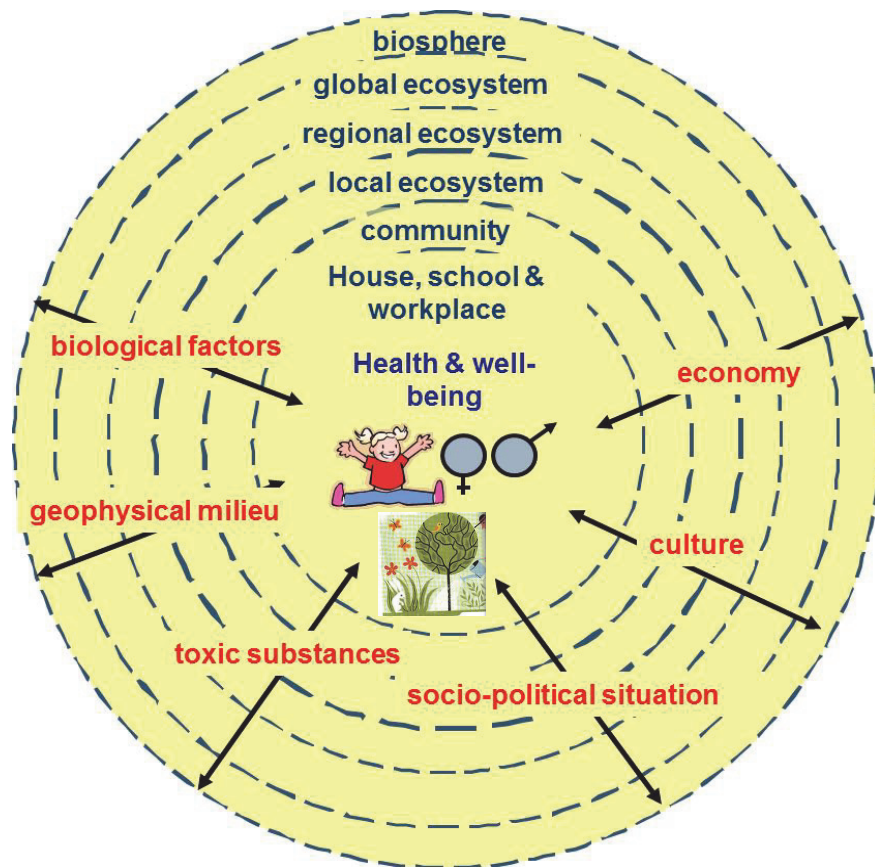 biosphere
global ecosystem
regional ecosystem
local ecosystem
community
House, school &
workplace
biological factors
Health & well-
being
economy
geophysical milieu
culture
toxic substances
socio-political situation